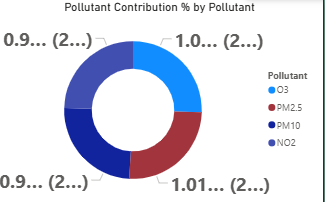 Pollutant Contribution % by Pollutant
0.9... (2...)
1.0... (2...)
0.9... (2...)
1.01... (2...)
Pollutant
O3
PM2.5
PM10
NO2